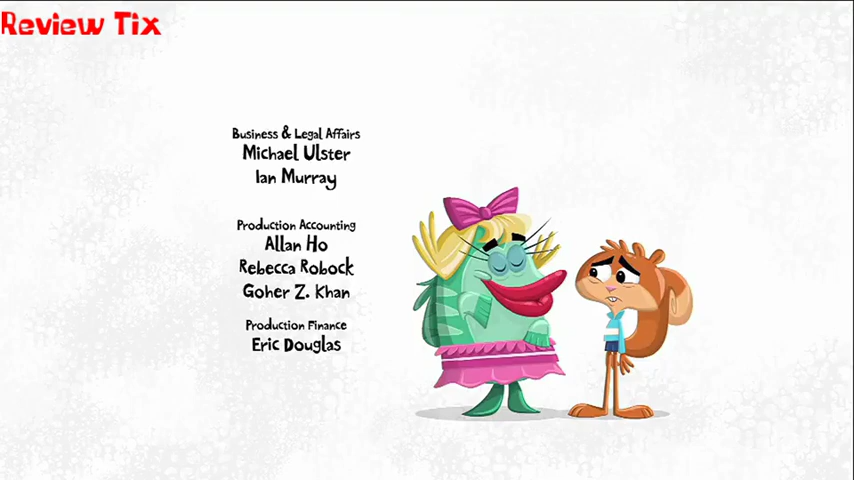 Review Tix
Business & Legal Affairs
Michael Ulster
Ian Murray
Production Accounting
Allan Ho
Rebecca Robock
Goher Z. Khan
Production Finance
Eric Douglas